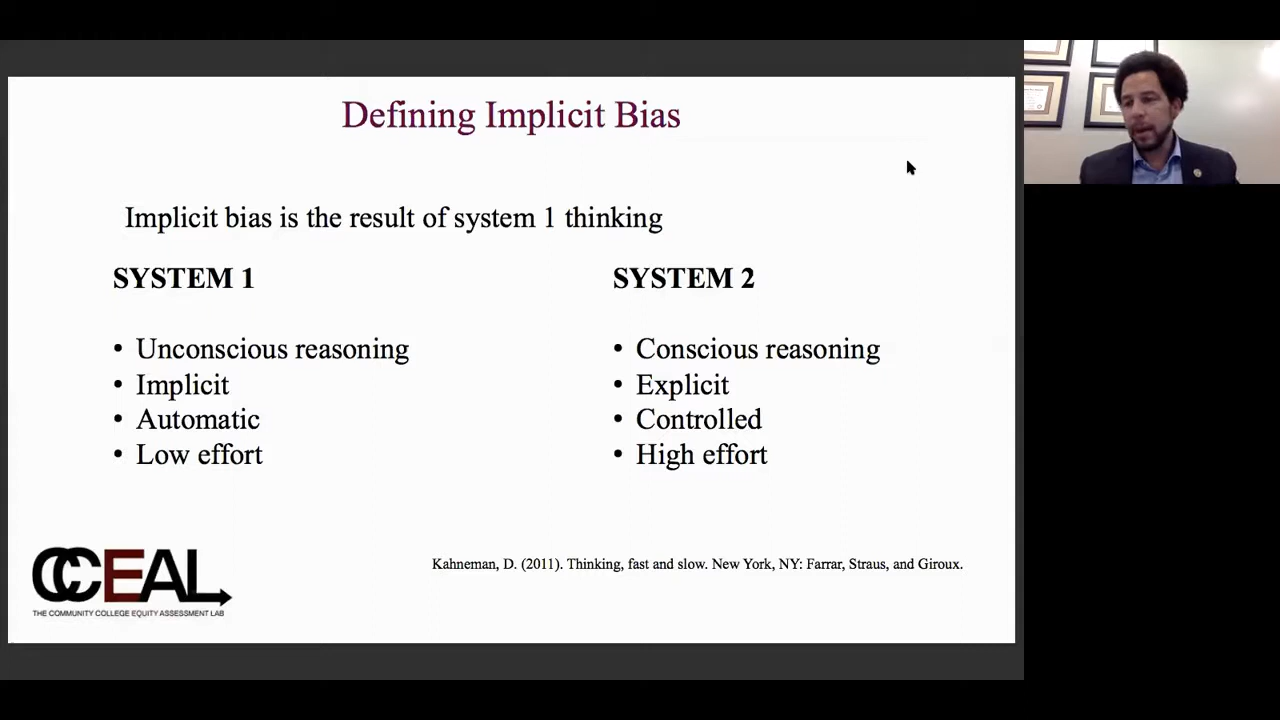 Defining Implicit Bias
Implicit bias is the result of system 1 thinking
SYSTEM 1
• Unconscious reasoning
• Implicit
• Automatic
• Low effort
SYSTEM 2
• Conscious reasoning
• Explicit
• Controlled
• High effort
Kahneman, D. (2011). Thinking, fast and slow. New York, NY: Farrar, Straus, and Giroux.
CCEAL
THE COMMUNITY COLLEGE EQUITY ASSESSMENT LAB